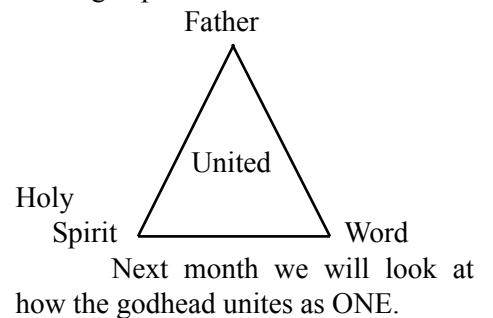 Father
United
Holy
Spirit
Word
Next month we will look at
how the godhead unites as ONE.